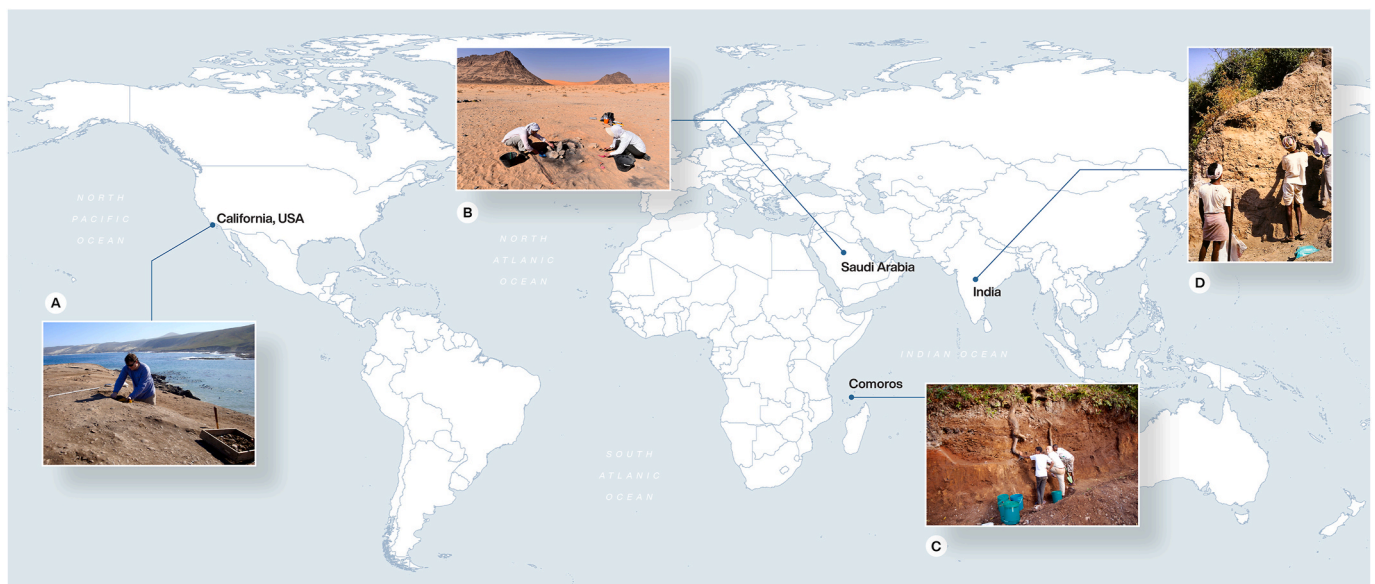 B
D
NORTH
PACIFIC
OCEAN
California, USA
NORTH
ATLANTIC
OCEAN
Saudi Arabia
India
A
INDIAN OCEAN
Comoros
SOUTH
ATLANTIC
OCEAN
C